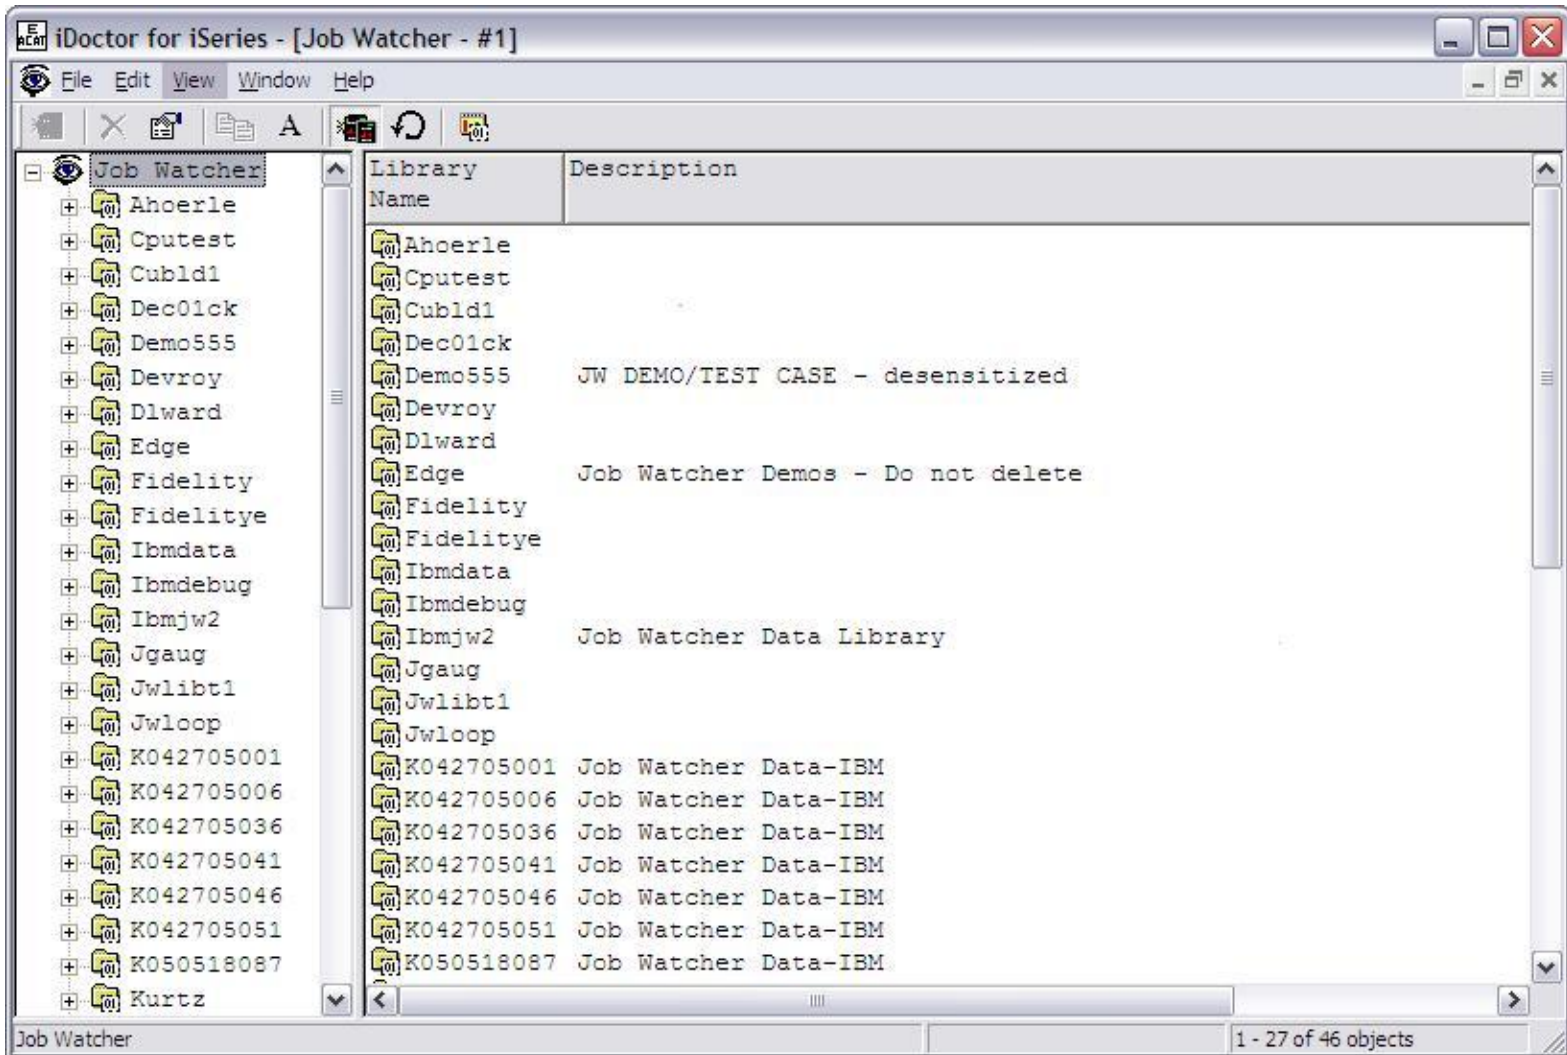 iDoctor for iSeries - [Job Watcher - #1]
File Edit View Window Help
Job Watcher
Ahoerle
Cputest
Cubld1
Dec01ck
Demo555
Devroy
Dlward
Edge
Fidelity
Fidelitye
Ibmdata
Ibmdebug
Ibmjw2
Jgaug
Jwlibt1
Jwloop
K042705001
K042705006
K042705036
K042705041
K042705046
K042705051
K050518087
Kurtz
Library Name Description
Ahoerle
Cputest
Cubld1
Dec01ck
Demo555 JW DEMO/TEST CASE - desensitized
Devroy
Dlward
Edge Job Watcher Demos - Do not delete
Fidelity
Fidelitye
Ibmdata
Ibmdebug
Ibmjw2 Job Watcher Data Library
Jgaug
Jwlibt1
Jwloop
K042705001 Job Watcher Data-IBM
K042705006 Job Watcher Data-IBM
K042705036 Job Watcher Data-IBM
K042705041 Job Watcher Data-IBM
K042705046 Job Watcher Data-IBM
K042705051 Job Watcher Data-IBM
K050518087 Job Watcher Data-IBM
Job Watcher
1 - 27 of 46 objects